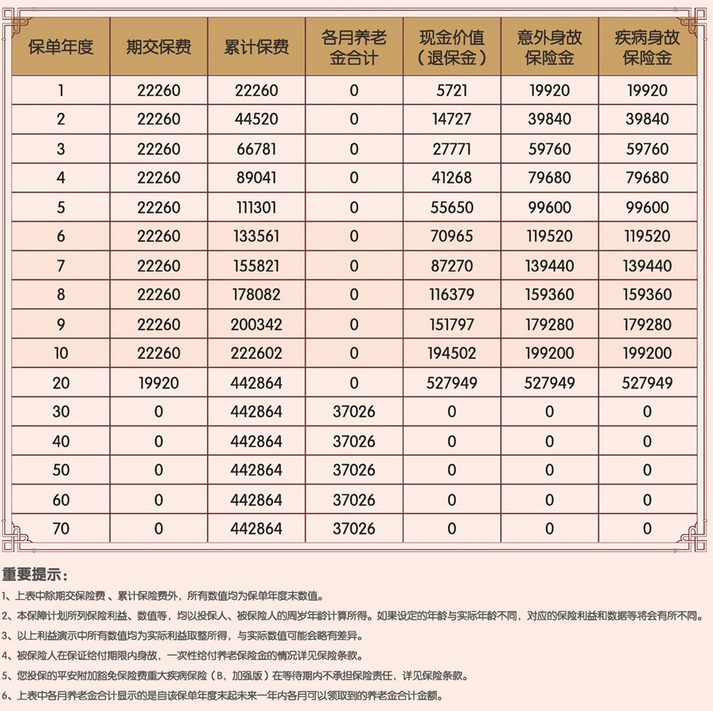 保单年度 期交保费 累计保费 各月养老金合计 现金价值（退保金） 意外身故保险金 疾病身故保险金
1 22260 22260 0 5721 19920 19920
2 22260 44520 0 14727 39840 39840
3 22260 66781 0 27771 59760 59760
4 22260 89041 0 41268 79680 79680
5 22260 111301 0 55650 99600 99600
6 22260 133561 0 70965 119520 119520
7 22260 155821 0 87270 139440 139440
8 22260 178082 0 116379 159360 159360
9 22260 200342 0 151797 179280 179280
10 22260 222602 0 194502 199200 199200
20 19920 442864 0 527949 527949 527949
30 0 442864 37026 0 0 0
40 0 442864 37026 0 0 0
50 0 442864 37026 0 0 0
60 0 442864 37026 0 0 0
70 0 442864 37026 0 0 0
重要提示：
1、上表中除期交保险费、累计保险费外，所有数值均为保单年度末数值。
2、本保障计划所列保险利益、数值等，均以投保人、被保险人的周岁年龄计算所得。如果设定的年龄与实际年龄不同，对应的保险利益和数据等将会有所不同。
3、以上利益演示中所有数值均为实际利益取整所得，与实际数值可能会略有差异。
4、被保险人在保证给付期限内身故，一次性给付养老保险金的情况详见保险条款。
5、您投保的平安附加豁免保险费重大疾病保险（B，加强版）在等待期内不承担保险责任，详见保险条款。
6、上表中各月养老金合计显示的是自该保单年度末起未来一年内各月可以领取到的养老金合计金额。